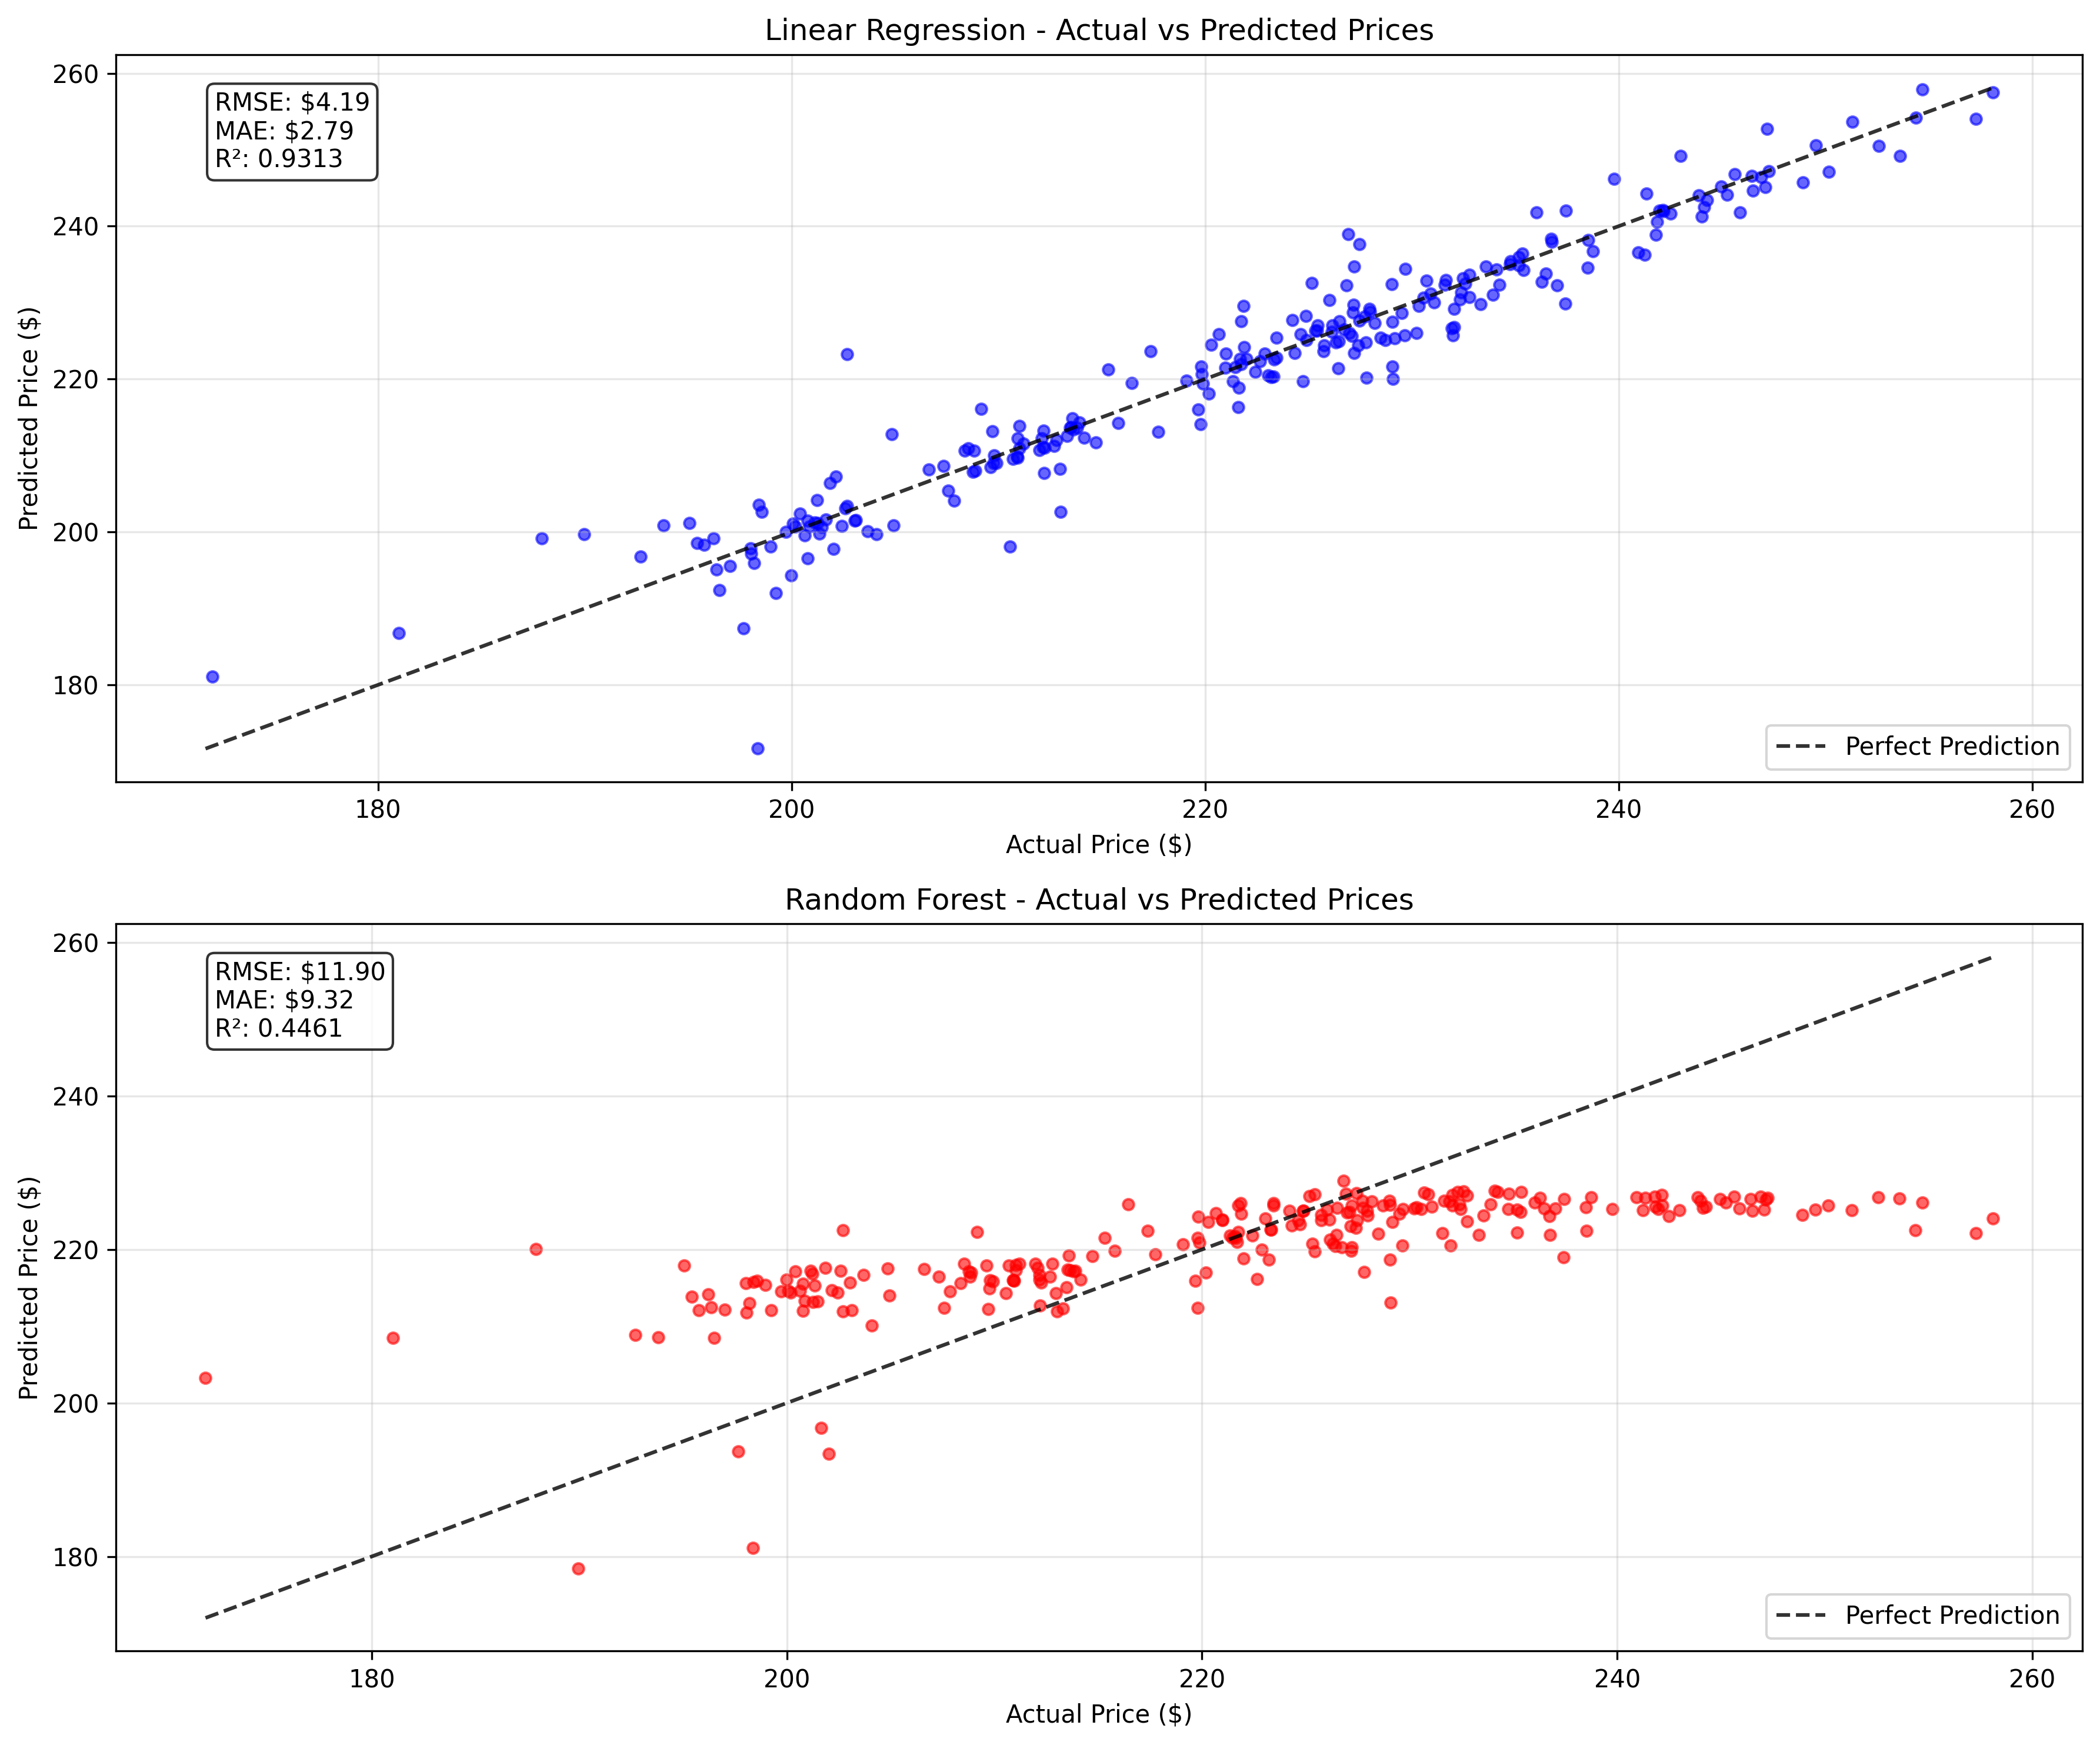 Linear Regression - Actual vs Predicted Prices
260
240
220
200
180
Predicted Price ($)
RMSE: $4.19
MAE: $2.79
R²: 0.9313
Perfect Prediction
180 200 220 240 260
Actual Price ($)
Random Forest - Actual vs Predicted Prices
260
240
220
200
180
Predicted Price ($)
RMSE: $11.90
MAE: $9.32
R²: 0.4461
Perfect Prediction
180 200 220 240 260
Actual Price ($)